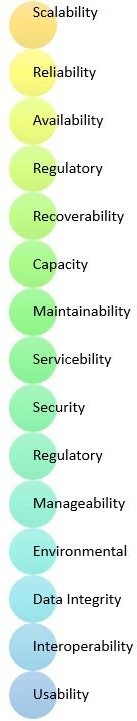 Scalability
Reliability
Availability
Regulatory
Recoverability
Capacity
Maintainability
Servicebility
Security
Regulatory
Manageability
Environmental
Data Integrity
Interoperability
Usability